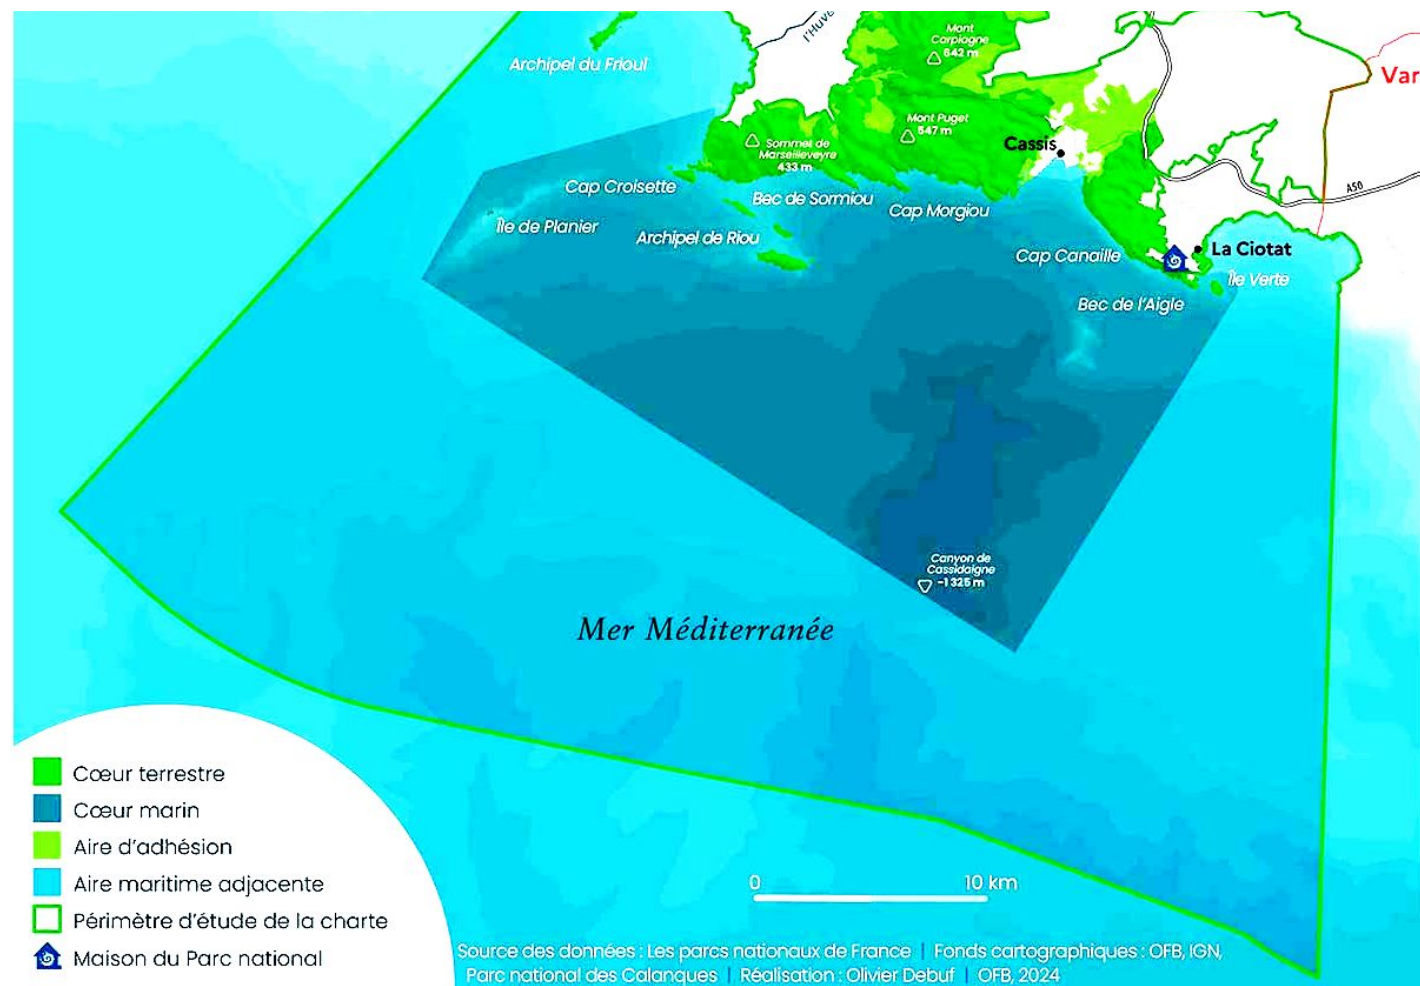 l'Huve
Mont
Carpiagne
642 m
Archipel du Frioul
Var
Mont Puget
547 m
Sommet de
Marseilleveyre
433 m
Cassis
A50
Cap Croisette
Bec de Sormiou
Cap Morgiou
Île de Planier
Archipel de Riou
Cap Canaille
La Ciotat
Île Verte
Bec de l'Aigle
Canyon de
Cassidaigne
-1 325 m
Mer Méditerranée
Cœur terrestre
Cœur marin
Aire d'adhésion
Aire maritime adjacente
Périmètre d'étude de la charte
Maison du Parc national
0 10 km
Source des données : Les parcs nationaux de France | Fonds cartographiques : OFB, IGN,
Parc national des Calanques | Réalisation : Olivier Debuf | OFB, 2024